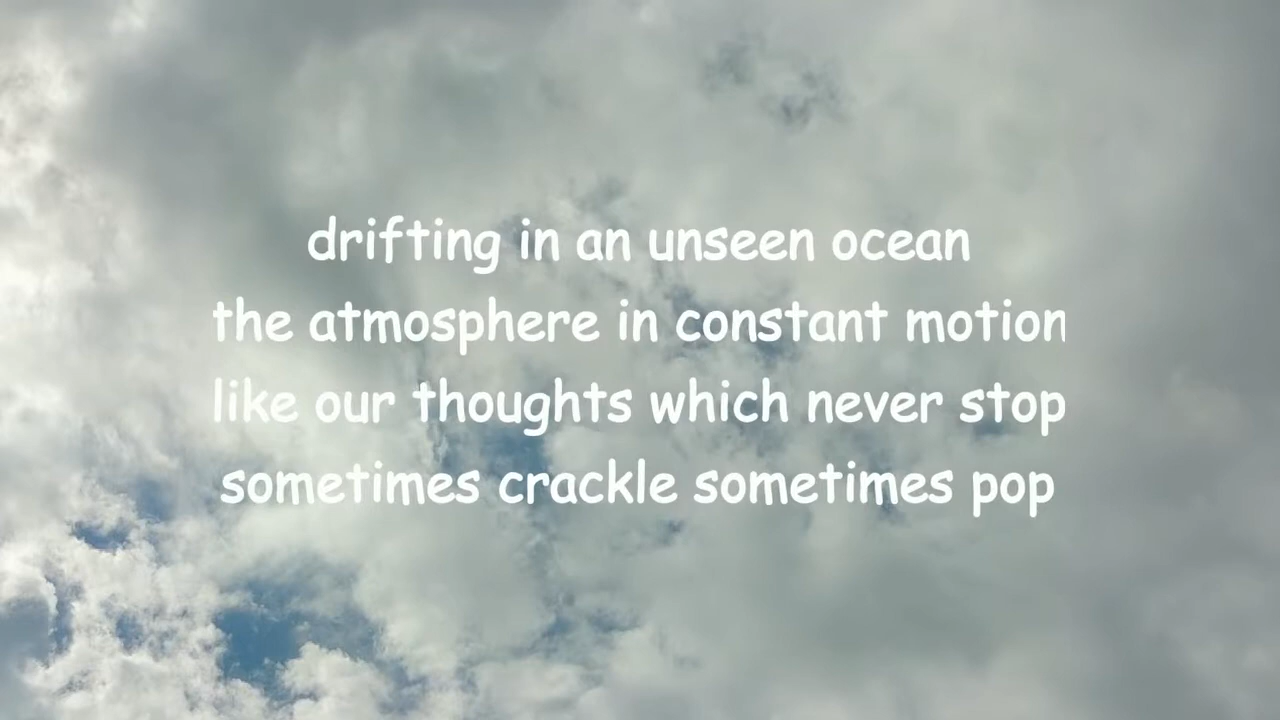 drifting in an unseen ocean
the atmosphere in constant motion
like our thoughts which never stop
sometimes crackle sometimes pop